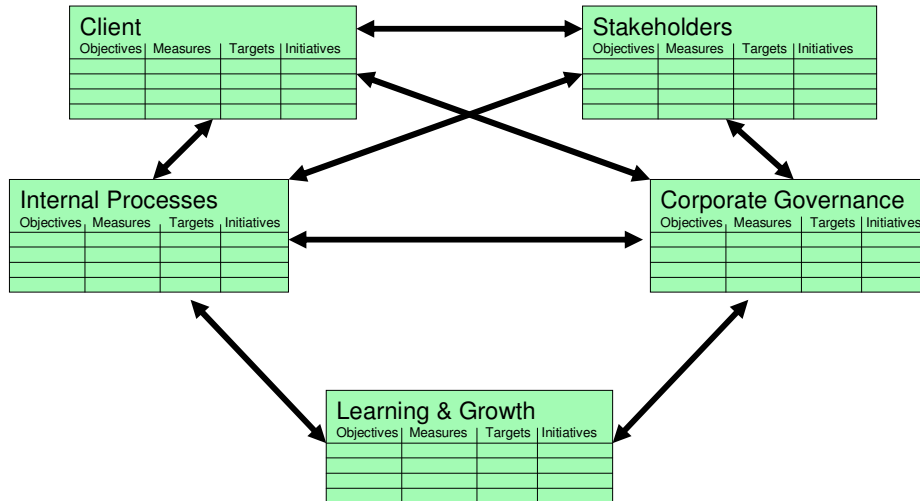 Client
Objectives Measures Targets Initiatives
Stakeholders
Objectives Measures Targets Initiatives
Internal Processes
Objectives Measures Targets Initiatives
Corporate Governance
Objectives Measures Targets Initiatives
Learning & Growth
Objectives Measures Targets Initiatives